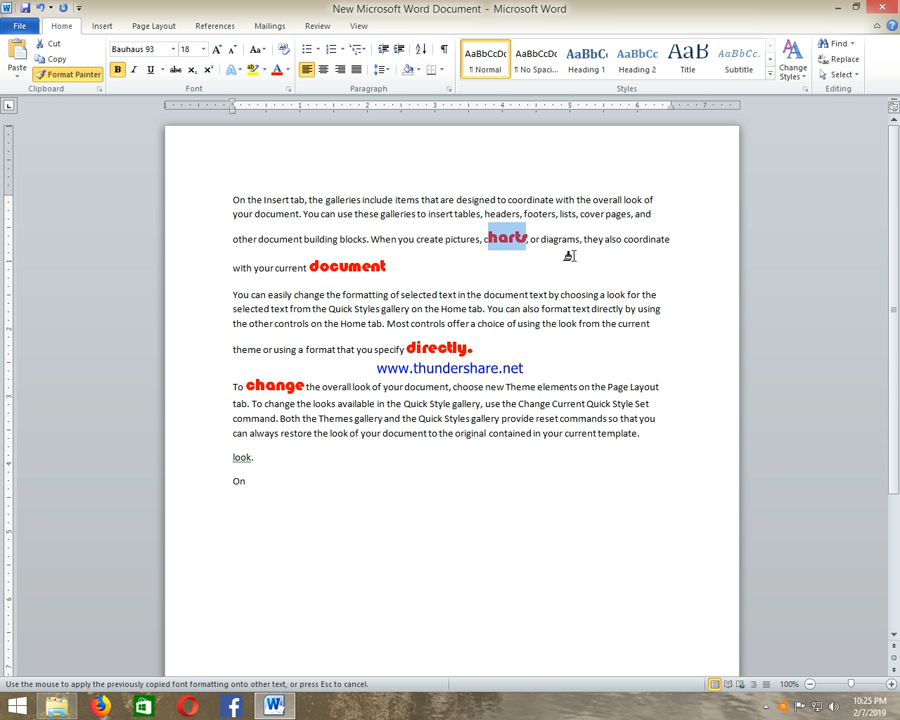 New Microsoft Word Document - Microsoft Word
File Home Insert Page Layout References Mailings Review View
Paste Cut Copy Format Painter Clipboard
Bauhaus 93 18 Font
Paragraph
AaBbCcDc AaBbCcDc AaBbCc AaBbCc AaB AaBbCc.
¶ Normal ¶ No Spaci... Heading 1 Heading 2 Title Subtitle Change Styles Styles
Find Replace Select Editing
1 1 2 3 4 5 6 7
On the Insert tab, the galleries include items that are designed to coordinate with the overall look of
your document. You can use these galleries to insert tables, headers, footers, lists, cover pages, and
other document building blocks. When you create pictures, charts, or diagrams, they also coordinate
with your current document
You can easily change the formatting of selected text in the document text by choosing a look for the
selected text from the Quick Styles gallery on the Home tab. You can also format text directly by using
the other controls on the Home tab. Most controls offer a choice of using the look from the current
theme or using a format that you specify directly.
www.thundershare.net
To change the overall look of your document, choose new Theme elements on the Page Layout
tab. To change the looks available in the Quick Style gallery, use the Change Current Quick Style Set
command. Both the Themes gallery and the Quick Styles gallery provide reset commands so that you
can always restore the look of your document to the original contained in your current template.
look.
On
Use the mouse to apply the previously copied font formatting onto other text, or press Esc to cancel.
100%
10:25 PM
2/7/2019